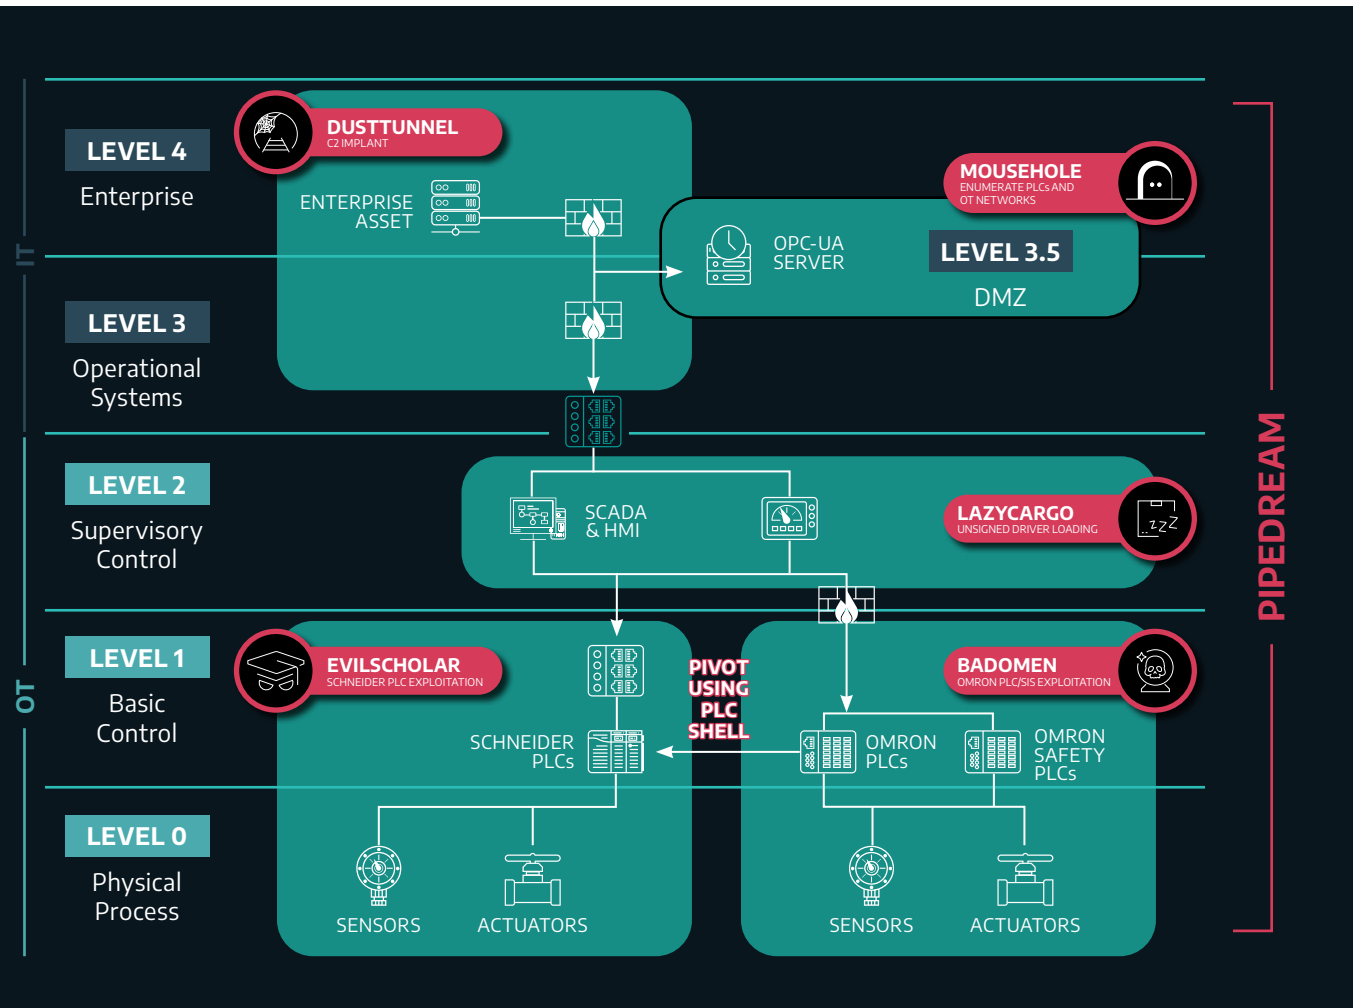 LEVEL 4
Enterprise
IT
LEVEL 3
Operational
Systems
LEVEL 2
Supervisory
Control
OT
LEVEL 1
Basic
Control
LEVEL 0
Physical
Process
DUSTTUNNEL
C2 IMPLANT
ENTERPRISE
ASSET
MOUSEHOLE
ENUMERATE PLCs AND
OT NETWORKS
OPC-UA
SERVER
LEVEL 3.5
DMZ
SCADA
& HMI
LAZYCARGO
UNSIGNED DRIVER LOADING
zzZ
EVILSCHOLAR
SCHNEIDER PLC EXPLOITATION
SCHNEIDER
PLCs
PIVOT
USING
PLC
SHELL
BADOMEN
OMRON PLC/SIS EXPLOITATION
OMRON
PLCs
OMRON
SAFETY
PLCs
SENSORS
ACTUATORS
SENSORS
ACTUATORS
PIPEDREAM